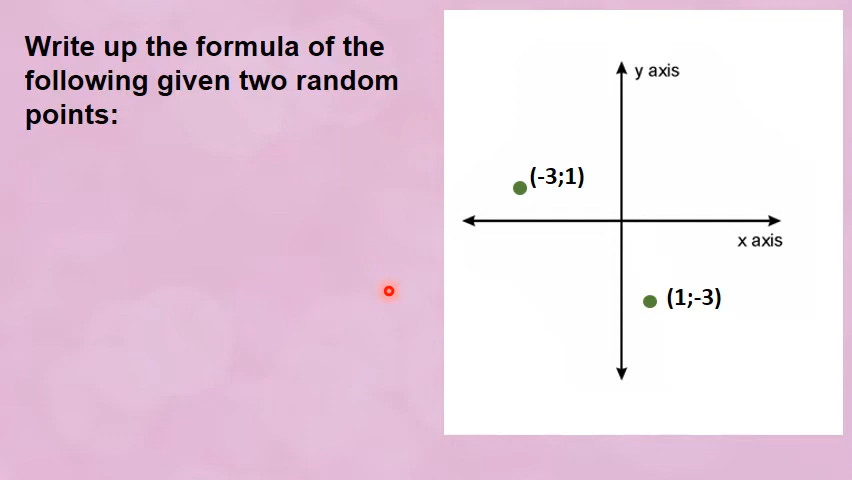 Write up the formula of the
following given two random
points:
y axis
(-3;1)
x axis
(1;-3)